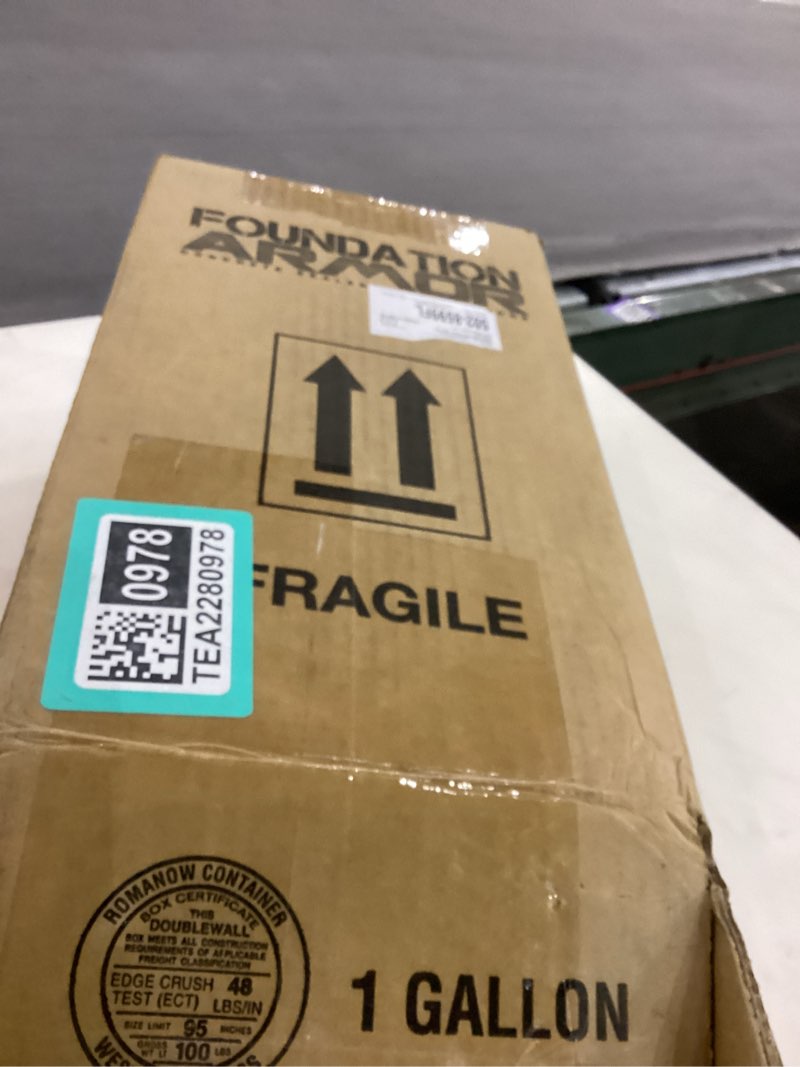 FOUNDATION
ARMOR
0978
TEA2280978
FRAGILE
ROMANOW CONTAINER
BOX CERTIFICATE
THIS
DOUBLEWALL
BOX MEETS ALL CONSTRUCTION
REQUIREMENTS OF APPLICABLE
FREIGHT CLASSIFICATION
EDGE CRUSH 48
TEST (ECT) LBS/IN
SIZE LIMIT 95 INCHES
GROSS
WT LT 100 LBS
1 GALLON